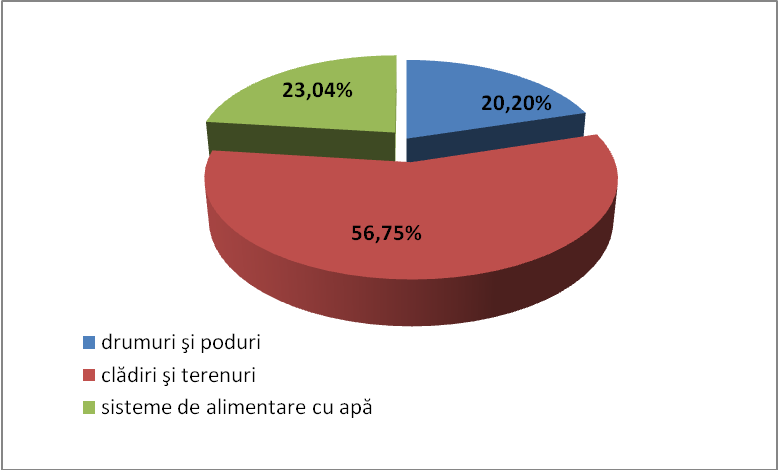 23,04%
20,20%
56,75%
drumuri şi poduri
clădiri şi terenuri
sisteme de alimentare cu apă